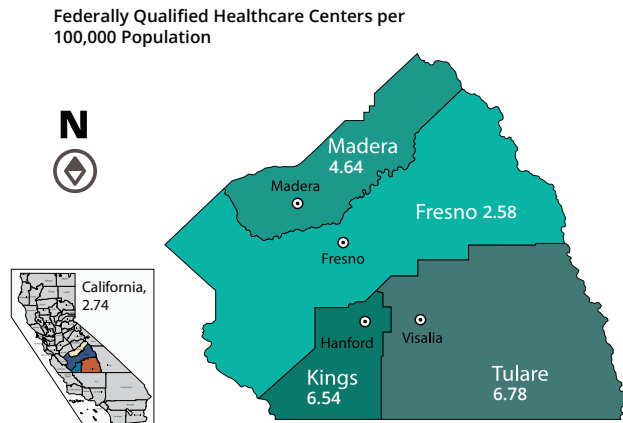 Federally Qualified Healthcare Centers per
100,000 Population
N
Madera
4.64
Madera
Fresno 2.58
Fresno
California,
2.74
Hanford
Visalia
Kings
6.54
Tulare
6.78